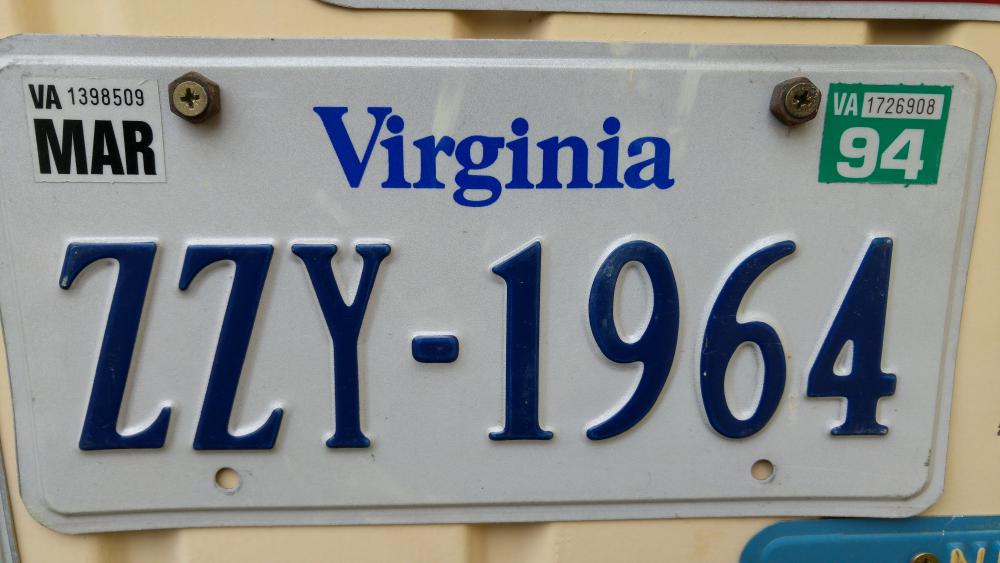 VA 1398509
MAR
Virginia
VA 1726908
94
ZZY-1964